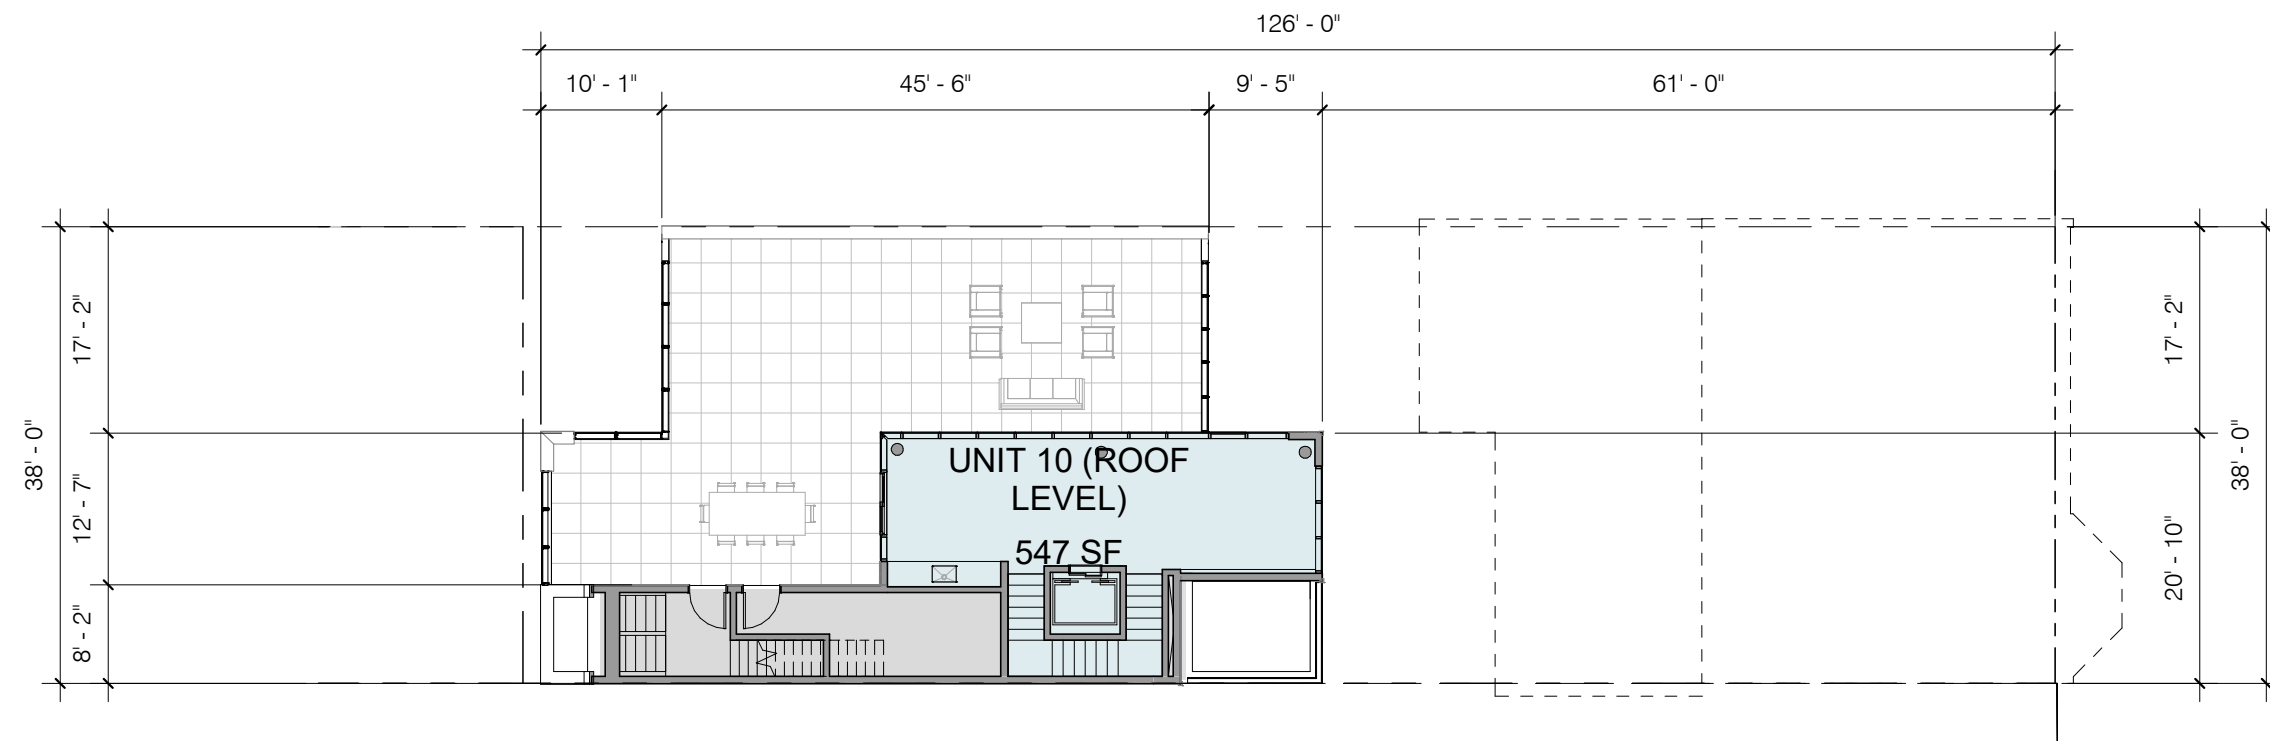 126' - 0"
10' - 1"
45' - 6"
9' - 5"
61' - 0"
17' - 2"
12' - 7"
8' - 2"
38' - 0"
UNIT 10 (ROOF
LEVEL)
547 SF
17' - 2"
20' - 10"
38' - 0"